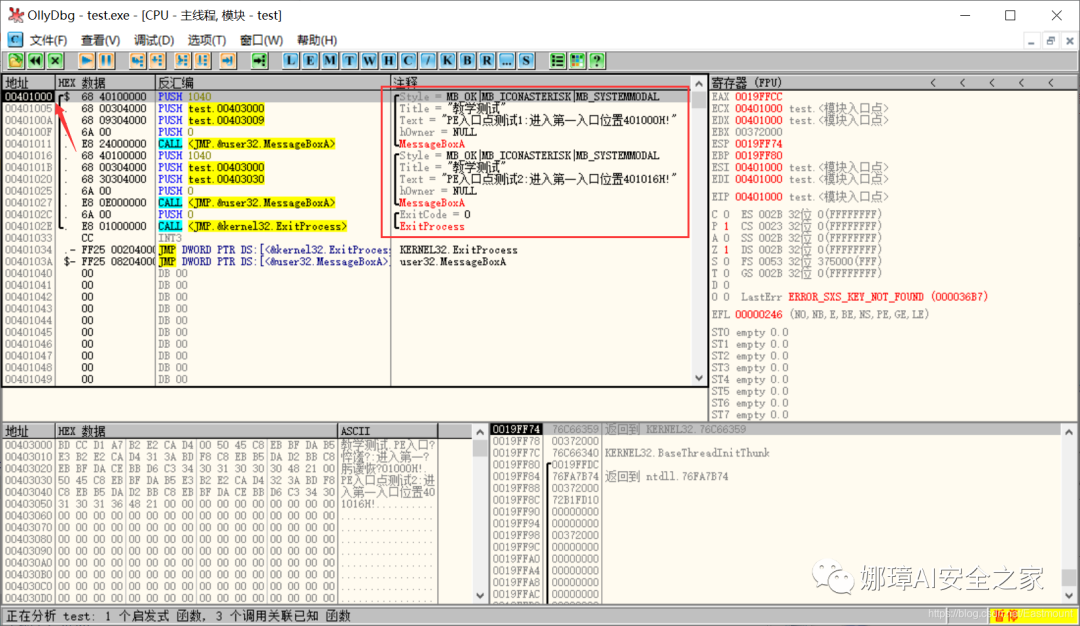 OllyDbg - test.exe - [CPU - 主线程, 模块 - test]
文件(F) 查看(V) 调试(D) 选项(T) 窗口(W) 帮助(H)
L E M T W H C / K B R ... S
地址 HEX 数据 反汇编 注释
00401000 $ 68 40100000 PUSH 1040 Style = MB_OK|MB_ICONASTERISK|MB_SYSTEMMODAL
00401005 . 68 00304000 PUSH test.00403000 Title = "教学测试"
0040100A . 68 09304000 PUSH test.00403009 Text = "PE入口点测试1:进入第一入口位置401000H!"
0040100F . 6A 00 PUSH 0 hOwner = NULL
00401011 . E8 24000000 CALL <JMP.&user32.MessageBoxA> MessageBoxA
00401016 . 68 40100000 PUSH 1040 Style = MB_OK|MB_ICONASTERISK|MB_SYSTEMMODAL
0040101B . 68 00304000 PUSH test.00403000 Title = "教学测试"
00401020 . 68 30304000 PUSH test.00403030 Text = "PE入口点测试2:进入第一入口位置401016H!"
00401025 . 6A 00 PUSH 0 hOwner = NULL
00401027 . E8 0E000000 CALL <JMP.&user32.MessageBoxA> MessageBoxA
0040102C . 6A 00 PUSH 0 ExitCode = 0
0040102E . E8 01000000 CALL <JMP.&kernel32.ExitProcess> ExitProcess
00401033 CC INT3
00401034 .- FF25 00204000 JMP DWORD PTR DS:[<&kernel32.ExitProcess KERNEL32.ExitProcess
0040103A $- FF25 08204000 JMP DWORD PTR DS:[<&user32.MessageBoxA> user32.MessageBoxA
00401040 00 DB 00
00401041 00 DB 00
00401042 00 DB 00
00401043 00 DB 00
00401044 00 DB 00
00401045 00 DB 00
00401046 00 DB 00
00401047 00 DB 00
00401048 00 DB 00
00401049 00 DB 00
寄存器 (FPU) < < < < <
EAX 0019FFCC
ECX 00401000 test.<模块入口点>
EDX 00401000 test.<模块入口点>
EBX 00372000
ESP 0019FF74
EBP 0019FF80
ESI 00401000 test.<模块入口点>
EDI 00401000 test.<模块入口点>
EIP 00401000 test.<模块入口点>
C 0 ES 002B 32位 0(FFFFFFFF)
P 1 CS 0023 32位 0(FFFFFFFF)
A 0 SS 002B 32位 0(FFFFFFFF)
Z 1 DS 002B 32位 0(FFFFFFFF)
S 0 FS 0053 32位 375000(FFF)
T 0 GS 002B 32位 0(FFFFFFFF)
D 0
O 0 LastErr ERROR_SXS_KEY_NOT_FOUND (000036B7)
EFL 00000246 (NO,NB,E,BE,NS,PE,GE,LE)
ST0 empty 0.0
ST1 empty 0.0
ST2 empty 0.0
ST3 empty 0.0
ST4 empty 0.0
ST5 empty 0.0
ST6 empty 0.0
ST7 empty 0.0
地址 HEX 数据 ASCII
00403000 BD CC D1 A7 B2 E2 CA D4 00 50 45 C8 EB BF DA B5 教学测试.PE入口?
00403010 E3 B2 E2 CA D4 31 3A BD F8 C8 EB B5 DA D2 BB C8 :进入第一?
00403020 EB BF DA CE BB D6 C3 34 30 31 30 30 30 48 21 00 01000H!.
00403030 50 45 C8 EB BF DA B5 E3 B2 E2 CA D4 32 3A BD F8 PE入口点测试2:进
00403040 C8 EB B5 DA D2 BB C8 EB BF DA CE BB D6 C3 34 30 入第一入口位置40
00403050 31 30 31 36 48 21 00 00 00 00 00 00 00 00 00 00 1016H!..........
00403060 00 00 00 00 00 00 00 00 00 00 00 00 00 00 00 00 ................
00403070 00 00 00 00 00 00 00 00 00 00 00 00 00 00 00 00 ................
00403080 00 00 00 00 00 00 00 00 00 00 00 00 00 00 00 00 ................
00403090 00 00 00 00 00 00 00 00 00 00 00 00 00 00 00 00 ................
004030A0 00 00 00 00 00 00 00 00 00 00 00 00 00 00 00 00 ................
004030B0 00 00 00 00 00 00 00 00 00 00 00 00 00 00 00 00 ................
004030C0 00 00 00 00 00 00 00 00 00 00 00 00 00 00 00 00 ................
004030D0 00 00 00 00 00 00 00 00 00 00 00 00 00 00 00 00 ................
0019FF74 76C66359 返回到 KERNEL32.76C66359
0019FF78 00372000
0019FF7C 76C66340 KERNEL32.BaseThreadInitThunk
0019FF80 0019FFDC
0019FF84 76FA7B74 返回到 ntdll.76FA7B74
0019FF88 00372000
0019FF8C 72B1FD10
0019FF90 00000000
0019FF94 00000000
0019FF98 00372000
0019FF9C 00000000
0019FFA0 00000000
0019FFA4 00000000
0019FFA8 00000000
0019FFAC 00000000
娜璋AI安全之家
正在分析 test: 1 个启发式 函数, 3 个调用关联已知 函数
暂停